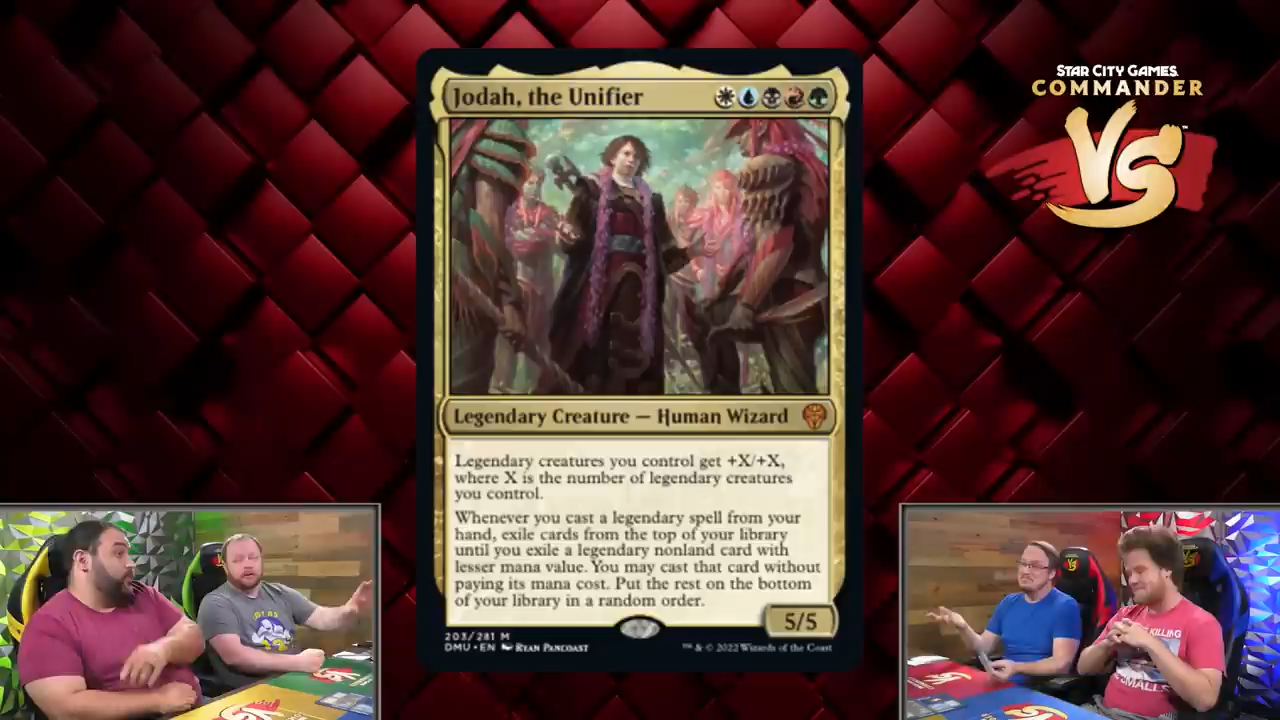 Jodah, the Unifier
STAR CITY GAMES
COMMANDER
VS
Legendary Creature — Human Wizard
Legendary creatures you control get +X/+X,
where X is the number of legendary creatures
you control.
Whenever you cast a legendary spell from your
hand, exile cards from the top of your library
until you exile a legendary nonland card with
lesser mana value. You may cast that card without
paying its mana cost. Put the rest on the bottom
of your library in a random order.
5/5
203/281 M
DMU • EN RYAN PANCOAST
™ & © 2022 Wizards of the Coast
VS
VS
KILLING
SMALLS